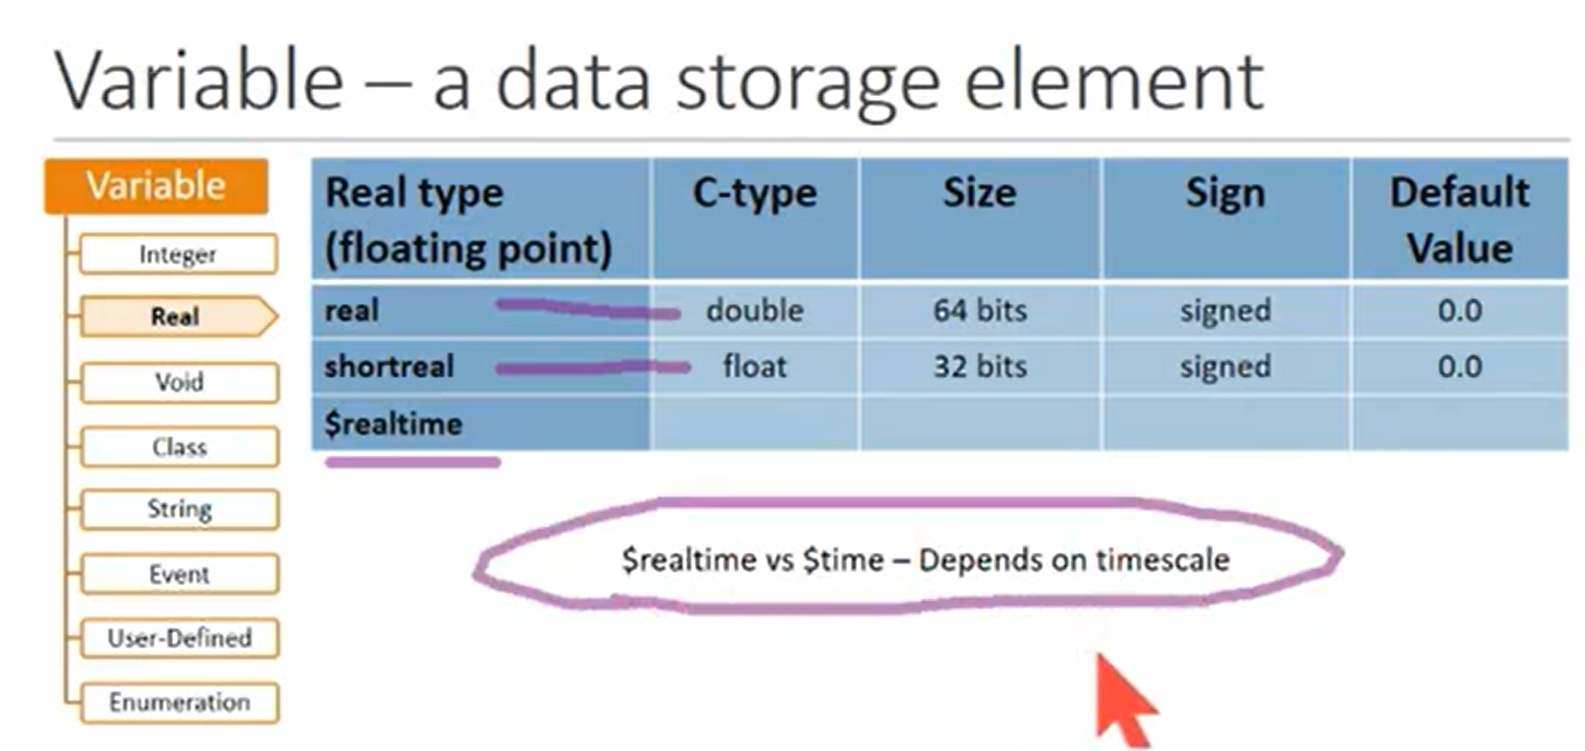 Variable – a data storage element
Variable
Integer
Real
Void
Class
String
Event
User-Defined
Enumeration
Real type (floating point) C-type Size Sign Default Value
real double 64 bits signed 0.0
shortreal float 32 bits signed 0.0
$realtime
$realtime vs $time – Depends on timescale